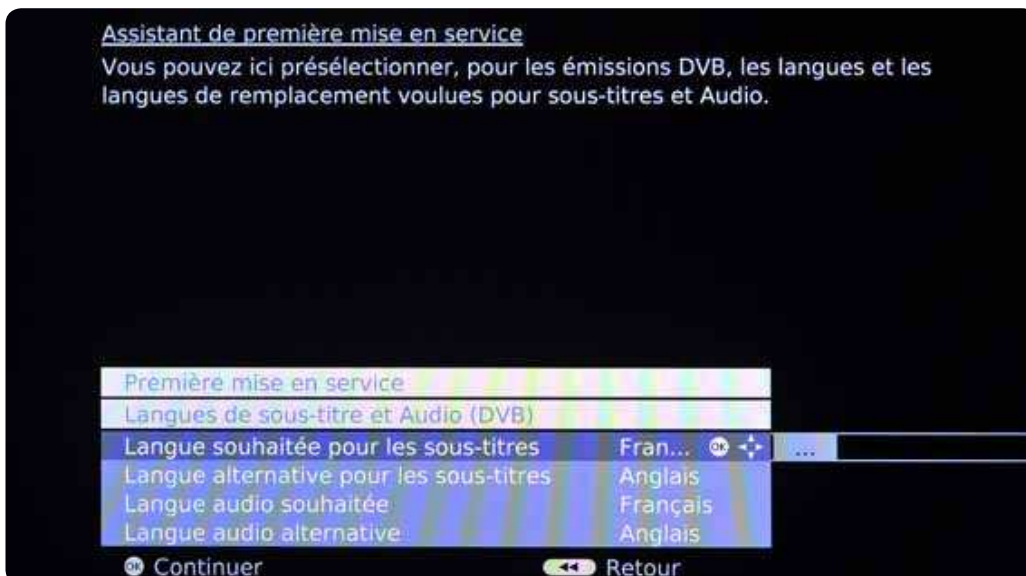 Assistant de première mise en service
Vous pouvez ici présélectionner, pour les émissions DVB, les langues et les
langues de remplacement voulues pour sous-titres et Audio.
Première mise en service
Langues de sous-titre et Audio (DVB)
Langue souhaitée pour les sous-titres Fran... OK ...
Langue alternative pour les sous-titres Anglais
Langue audio souhaitée Français
Langue audio alternative Anglais
OK Continuer Retour